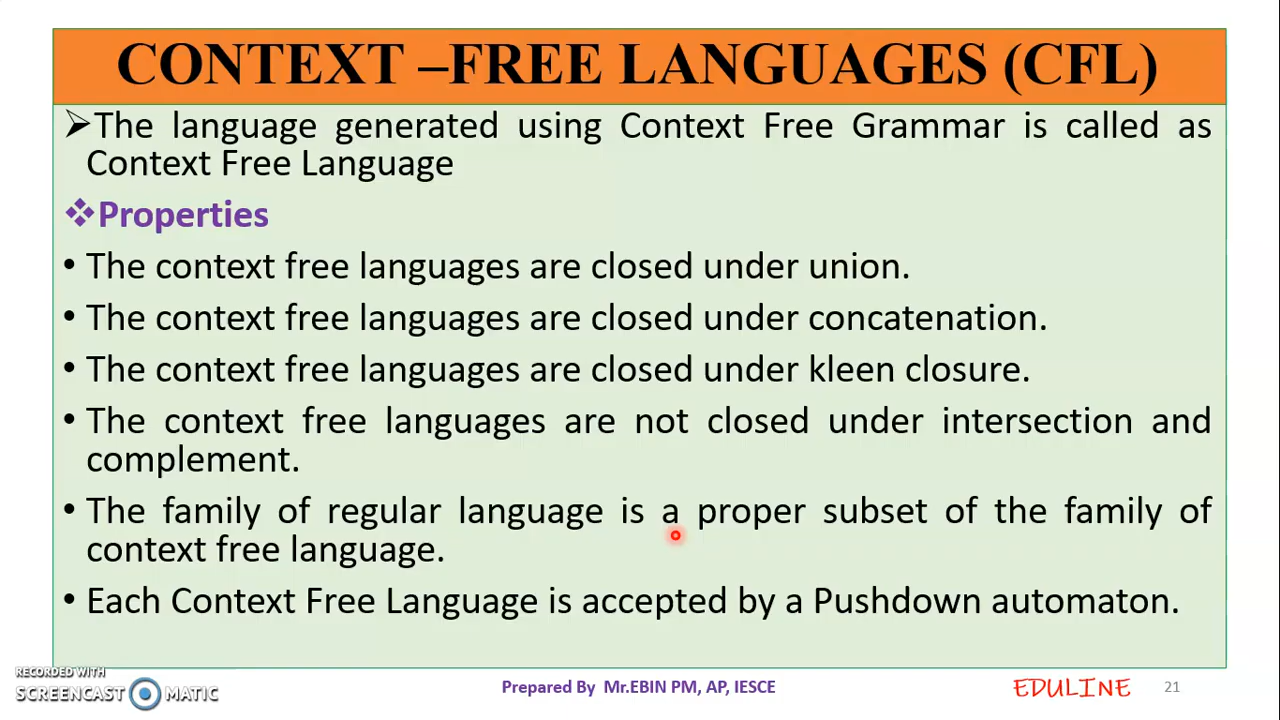 CONTEXT –FREE LANGUAGES (CFL)
➢The language generated using Context Free Grammar is called as
Context Free Language
❖Properties
• The context free languages are closed under union.
• The context free languages are closed under concatenation.
• The context free languages are closed under kleen closure.
• The context free languages are not closed under intersection and
complement.
• The family of regular language is a proper subset of the family of
context free language.
• Each Context Free Language is accepted by a Pushdown automaton.
RECORDED WITH
SCREENCAST MATIC
Prepared By Mr.EBIN PM, AP, IESCE
EDULINE
21